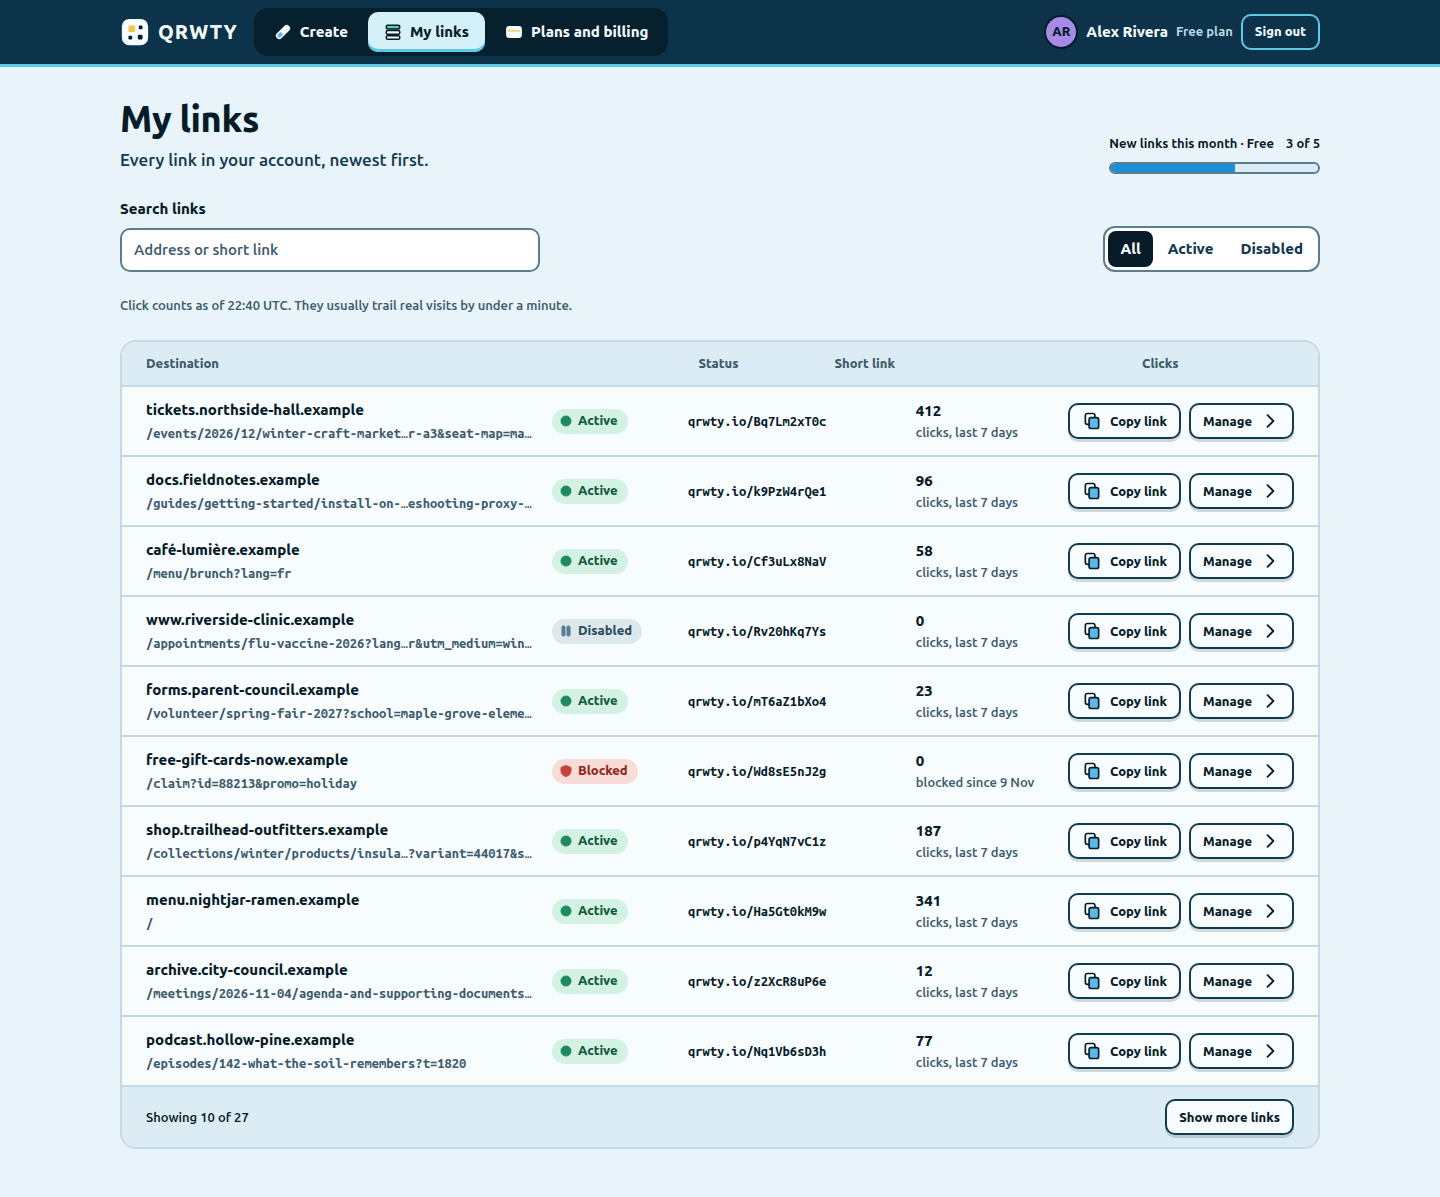 QRWTY
Create
My links
Plans and billing
AR
Alex Rivera
Free plan
Sign out
My links
Every link in your account, newest first.
New links this month · Free 3 of 5
Search links
Address or short link
All
Active
Disabled
Click counts as of 22:40 UTC. They usually trail real visits by under a minute.
Destination Status Short link Clicks
tickets.northside-hall.example
/events/2026/12/winter-craft-market…r-a3&seat-map=ma…
Active
qrwty.io/Bq7Lm2xT0c
412
clicks, last 7 days
Copy link
Manage
docs.fieldnotes.example
/guides/getting-started/install-on-…eshooting-proxy-…
Active
qrwty.io/k9PzW4rQe1
96
clicks, last 7 days
Copy link
Manage
café-lumière.example
/menu/brunch?lang=fr
Active
qrwty.io/Cf3uLx8NaV
58
clicks, last 7 days
Copy link
Manage
www.riverside-clinic.example
/appointments/flu-vaccine-2026?lang…r&utm_medium=win…
Disabled
qrwty.io/Rv20hKq7Ys
0
clicks, last 7 days
Copy link
Manage
forms.parent-council.example
/volunteer/spring-fair-2027?school=maple-grove-eleme…
Active
qrwty.io/mT6aZ1bXo4
23
clicks, last 7 days
Copy link
Manage
free-gift-cards-now.example
/claim?id=88213&promo=holiday
Blocked
qrwty.io/Wd8sE5nJ2g
0
blocked since 9 Nov
Copy link
Manage
shop.trailhead-outfitters.example
/collections/winter/products/insula…?variant=44017&s…
Active
qrwty.io/p4YqN7vC1z
187
clicks, last 7 days
Copy link
Manage
menu.nightjar-ramen.example
/
Active
qrwty.io/Ha5Gt0kM9w
341
clicks, last 7 days
Copy link
Manage
archive.city-council.example
/meetings/2026-11-04/agenda-and-supporting-documents…
Active
qrwty.io/z2XcR8uP6e
12
clicks, last 7 days
Copy link
Manage
podcast.hollow-pine.example
/episodes/142-what-the-soil-remembers?t=1820
Active
qrwty.io/Nq1Vb6sD3h
77
clicks, last 7 days
Copy link
Manage
Showing 10 of 27
Show more links